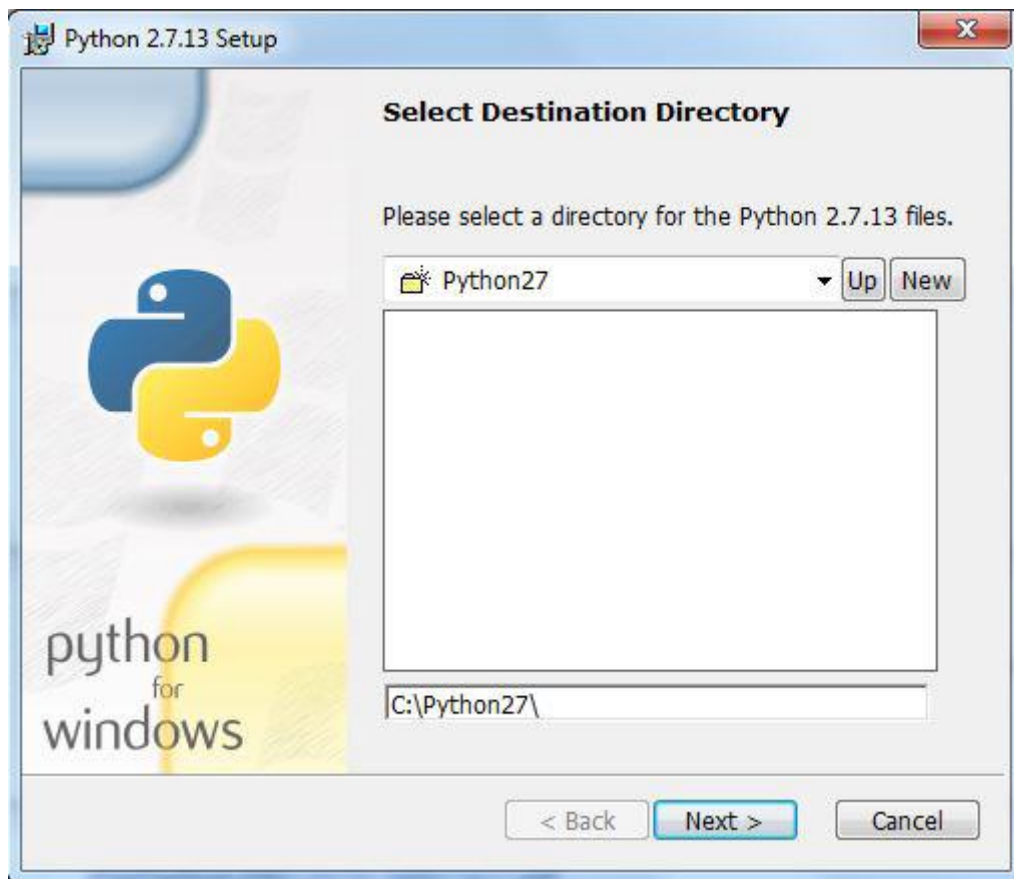 Python 2.7.13 Setup
Select Destination Directory
Please select a directory for the Python 2.7.13 files.
Python27
Up
New
C:\Python27\
python
for
windows
< Back
Next >
Cancel